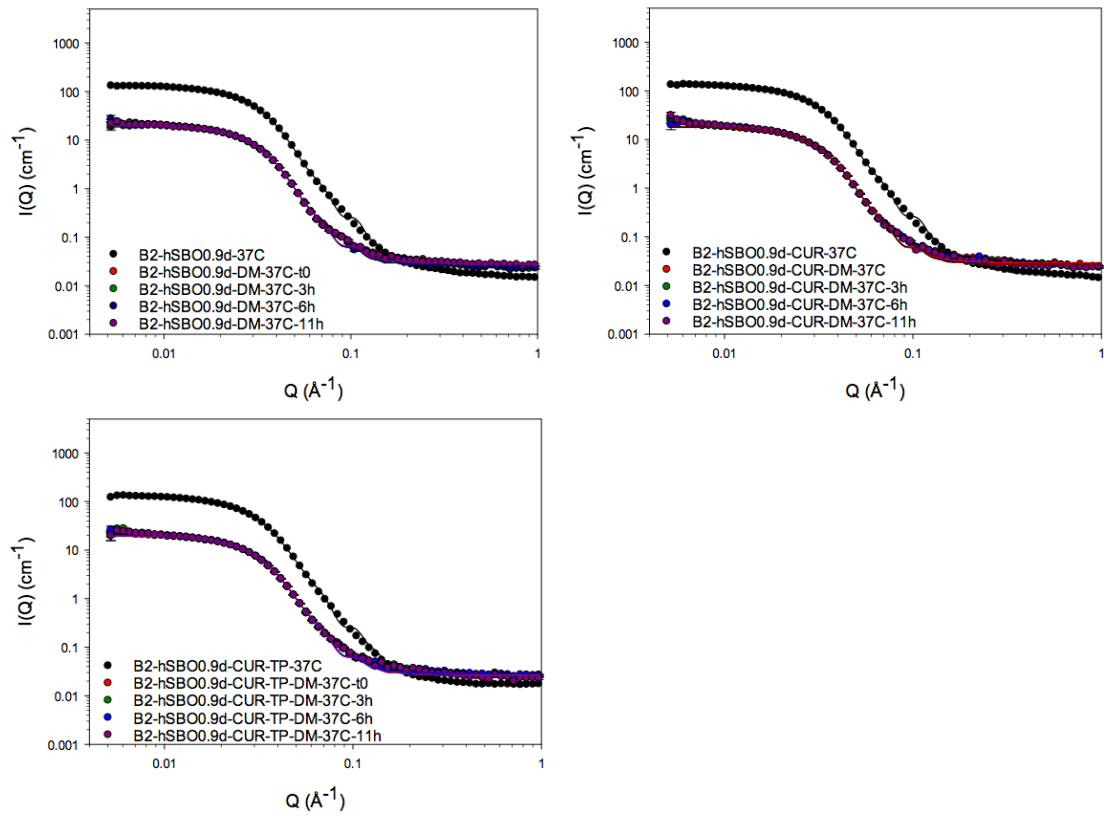 1000
100
10
1
0.1
0.01
0.001
I(Q) (cm⁻¹)
B2-hSBO0.9d-37C
B2-hSBO0.9d-DM-37C-t0
B2-hSBO0.9d-DM-37C-3h
B2-hSBO0.9d-DM-37C-6h
B2-hSBO0.9d-DM-37C-11h
0.01 0.1 1
Q (Å⁻¹)
1000
100
10
1
0.1
0.01
0.001
I(Q) (cm⁻¹)
B2-hSBO0.9d-CUR-37C
B2-hSBO0.9d-CUR-DM-37C
B2-hSBO0.9d-CUR-DM-37C-3h
B2-hSBO0.9d-CUR-DM-37C-6h
B2-hSBO0.9d-CUR-DM-37C-11h
0.01 0.1 1
Q (Å⁻¹)
1000
100
10
1
0.1
0.01
0.001
I(Q) (cm⁻¹)
B2-hSBO0.9d-CUR-TP-37C
B2-hSBO0.9d-CUR-TP-DM-37C-t0
B2-hSBO0.9d-CUR-TP-DM-37C-3h
B2-hSBO0.9d-CUR-TP-DM-37C-6h
B2-hSBO0.9d-CUR-TP-DM-37C-11h
0.01 0.1 1
Q (Å⁻¹)